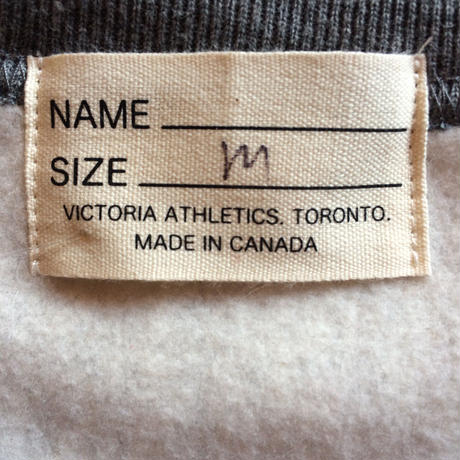 NAME
SIZE m
VICTORIA ATHLETICS. TORONTO.
MADE IN CANADA